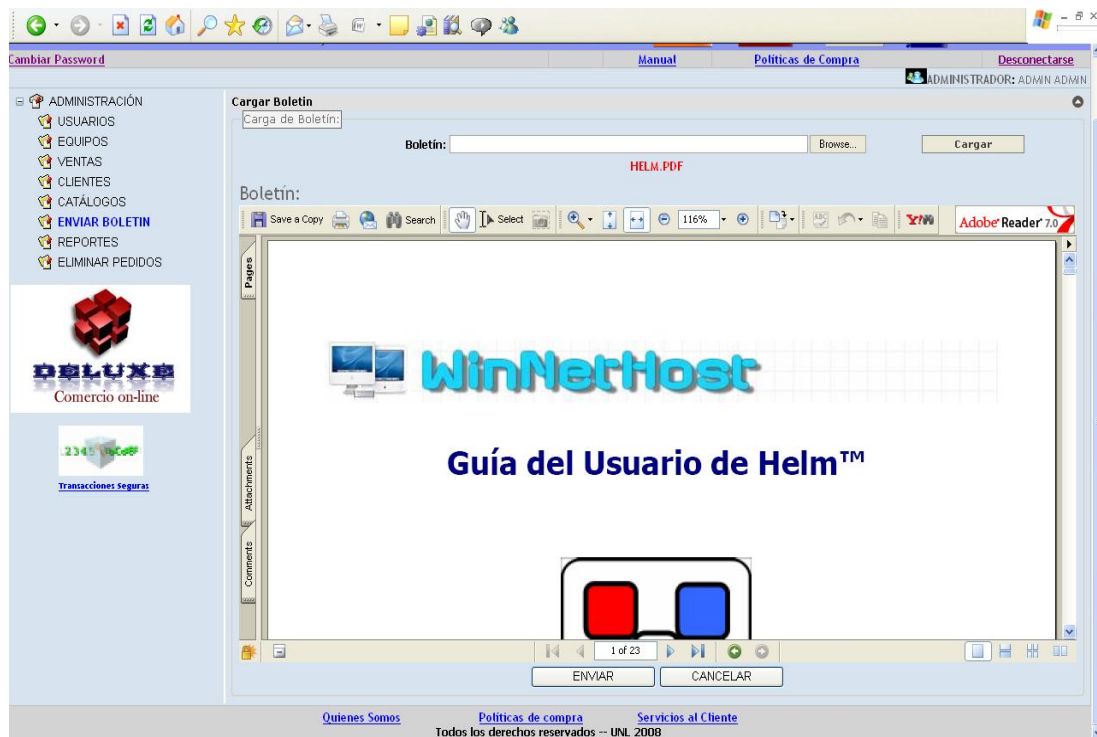 Cambiar Password Manual Políticas de Compra Desconectarse
ADMINISTRADOR: ADMIN ADMIN
ADMINISTRACIÓN
USUARIOS
EQUIPOS
VENTAS
CLIENTES
CATÁLOGOS
ENVIAR BOLETIN
REPORTES
ELIMINAR PEDIDOS
DELUXE
Comercio on-line
Transacciones Seguras
Cargar Boletin
Carga de Boletín:
Boletín: Browse... Cargar
HELM.PDF
Boletín:
Save a Copy Search Select 116% Y! Adobe Reader 7.0
Pages
WinNetHost
Guía del Usuario de Helm™
Attachments
Comments
1 of 23
ENVIAR CANCELAR
Quienes Somos Políticas de compra Servicios al Cliente
Todos los derechos reservados -- UNL 2008